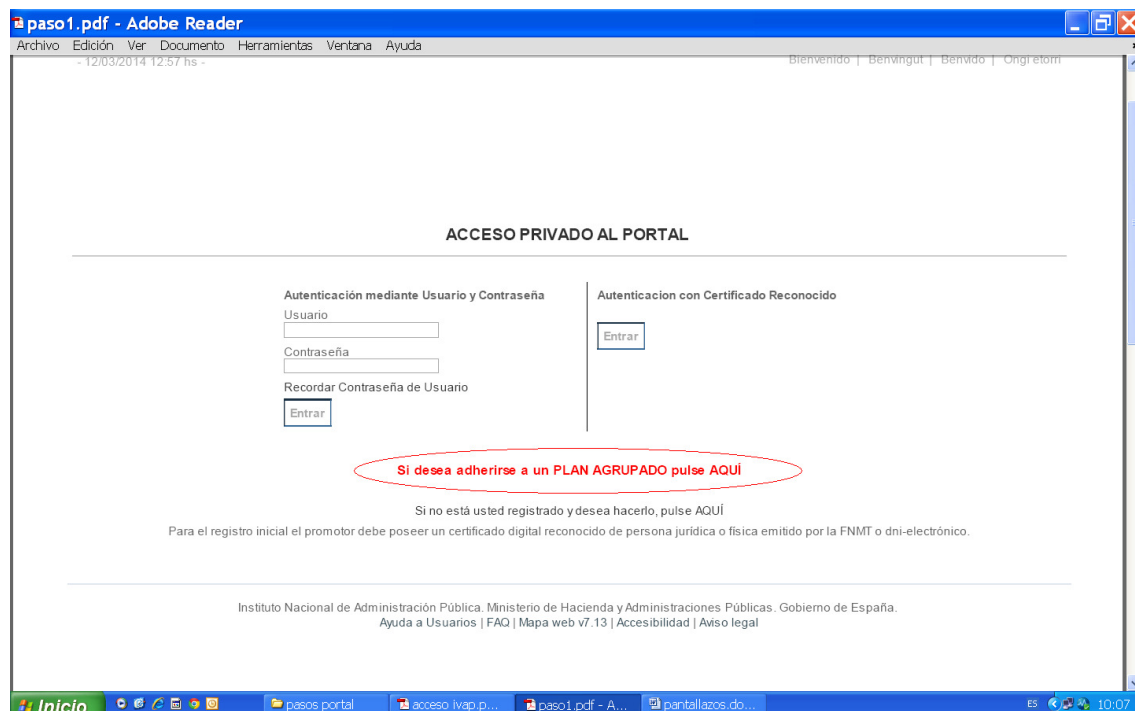 paso1.pdf - Adobe Reader
Archivo Edición Ver Documento Herramientas Ventana Ayuda
- 12/03/2014 12:57 hs - Bienvenido | Benvingut | Benvido | Ongi etorri
ACCESO PRIVADO AL PORTAL
Autenticación mediante Usuario y Contraseña
Usuario
Contraseña
Recordar Contraseña de Usuario
Entrar
Autenticacion con Certificado Reconocido
Entrar
Si desea adherirse a un PLAN AGRUPADO pulse AQUÍ
Si no está usted registrado y desea hacerlo, pulse AQUÍ
Para el registro inicial el promotor debe poseer un certificado digital reconocido de persona jurídica o física emitido por la FNMT o dni-electrónico.
Instituto Nacional de Administración Pública. Ministerio de Hacienda y Administraciones Públicas. Gobierno de España.
Ayuda a Usuarios | FAQ | Mapa web v7.13 | Accesibilidad | Aviso legal
Inicio pasos portal acceso ivap.p... paso1.pdf - A... pantallazos.do... ES 10:07